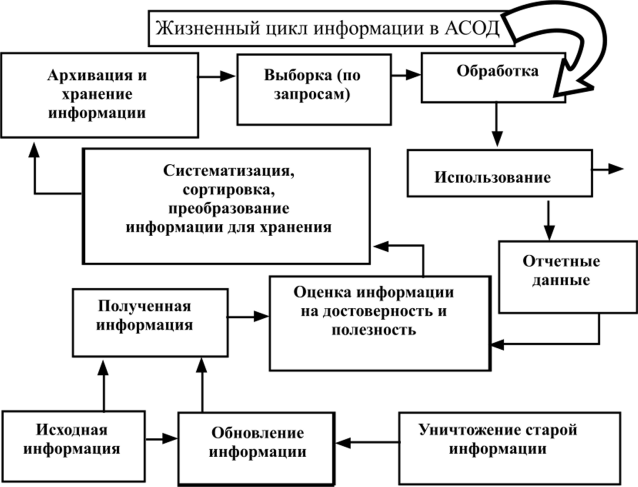 Жизненный цикл информации в АСОД
Архивация и
хранение
информации
Выборка (по
запросам)
Обработка
Систематизация,
сортировка,
преобразование
информации для хранения
Использование
Отчетные
данные
Полученная
информация
Оценка информации
на достоверность и
полезность
Исходная
информация
Обновление
информации
Уничтожение старой
информации